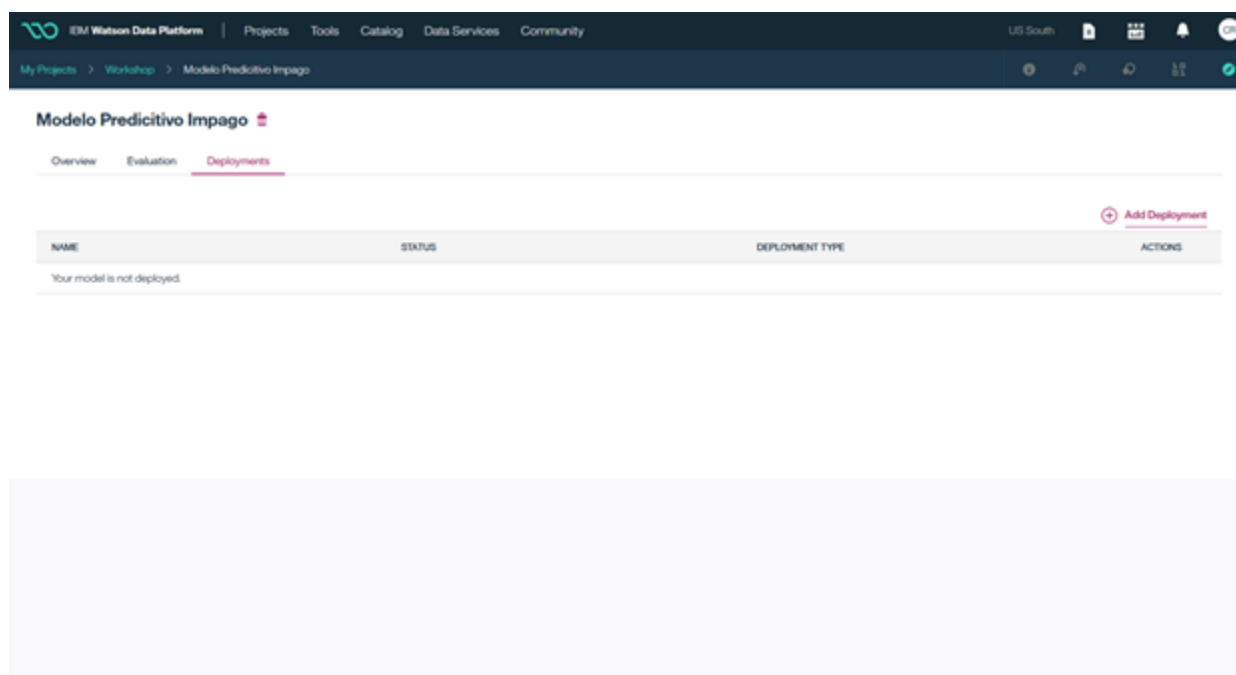 IBM Watson Data Platform | Projects Tools Catalog Data Services Community US South
My Projects > Workshop > Modelo Predicitivo Impago
Modelo Predicitivo Impago
Overview Evaluation Deployments
Add Deployment
NAME STATUS DEPLOYMENT TYPE ACTIONS
Your model is not deployed.